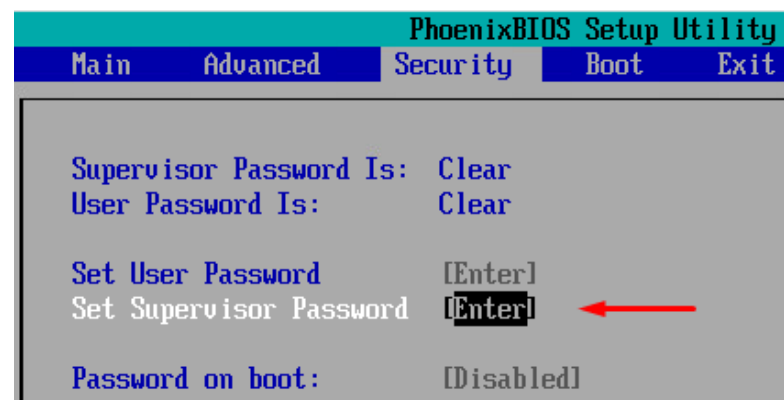 PhoenixBIOS Setup Utility
Main Advanced Security Boot Exit
Supervisor Password Is: Clear
User Password Is: Clear
Set User Password [Enter]
Set Supervisor Password [Enter]
Password on boot: [Disabled]